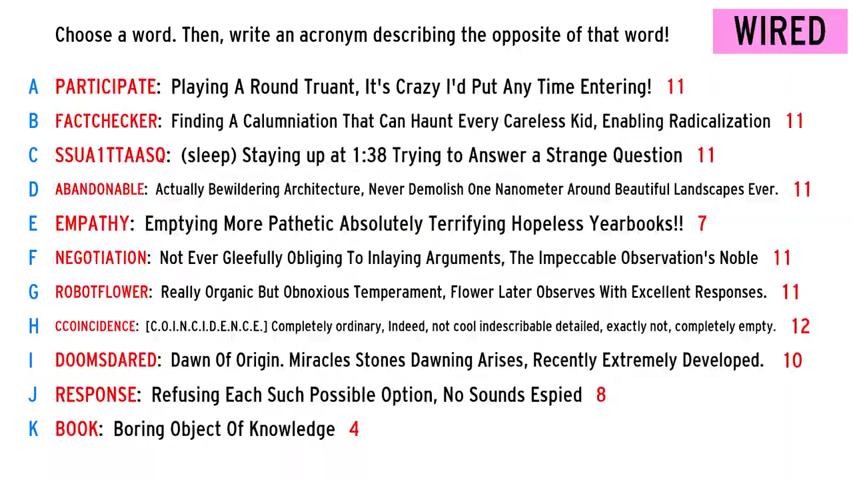 Choose a word. Then, write an acronym describing the opposite of that word! WIRED
A PARTICIPATE: Playing A Round Truant, It's Crazy I'd Put Any Time Entering! 11
B FACTCHECKER: Finding A Calumniation That Can Haunt Every Careless Kid, Enabling Radicalization 11
C SSUA1TTAASQ: (sleep) Staying up at 1:38 Trying to Answer a Strange Question 11
D ABANDONABLE: Actually Bewildering Architecture, Never Demolish One Nanometer Around Beautiful Landscapes Ever. 11
E EMPATHY: Emptying More Pathetic Absolutely Terrifying Hopeless Yearbooks!! 7
F NEGOTIATION: Not Ever Gleefully Obliging To Inlaying Arguments, The Impeccable Observation's Noble 11
G ROBOTFLOWER: Really Organic But Obnoxious Temperament, Flower Later Observes With Excellent Responses. 11
H CCOINCIDENCE: [C.O.I.N.C.I.D.E.N.C.E.] Completely ordinary, Indeed, not cool indescribable detailed, exactly not, completely empty. 12
I DOOMSDARED: Dawn Of Origin. Miracles Stones Dawning Arises, Recently Extremely Developed. 10
J RESPONSE: Refusing Each Such Possible Option, No Sounds Espied 8
K BOOK: Boring Object Of Knowledge 4